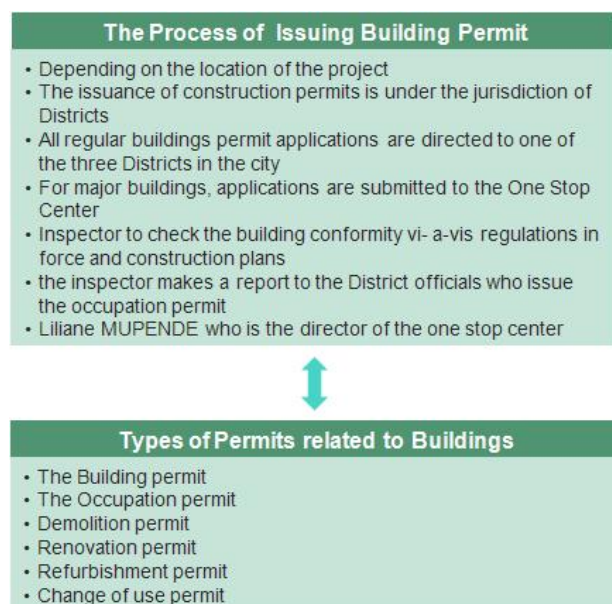 The Process of Issuing Building Permit
• Depending on the location of the project
• The issuance of construction permits is under the jurisdiction of
Districts
• All regular buildings permit applications are directed to one of
the three Districts in the city
• For major buildings, applications are submitted to the One Stop
Center
• Inspector to check the building conformity vi- a-vis regulations in
force and construction plans
• the inspector makes a report to the District officials who issue
the occupation permit
• Liliane MUPENDE who is the director of the one stop center
Types of Permits related to Buildings
• The Building permit
• The Occupation permit
• Demolition permit
• Renovation permit
• Refurbishment permit
• Change of use permit